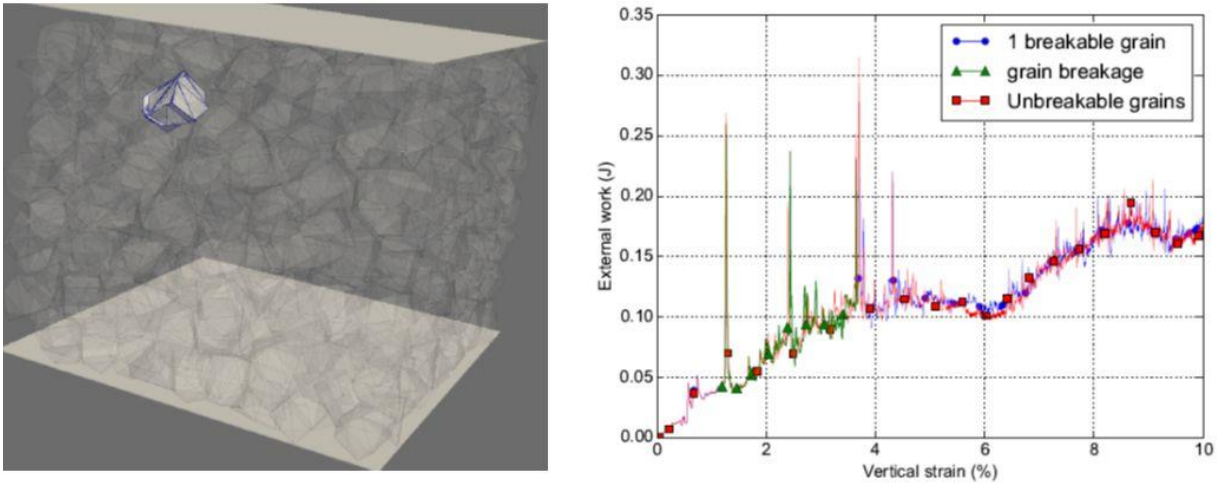 0.35
0.30
0.25
0.20
0.15
0.10
0.05
0.00
External work (J)
1 breakable grain
grain breakage
Unbreakable grains
0 2 4 6 8 10
Vertical strain (%)